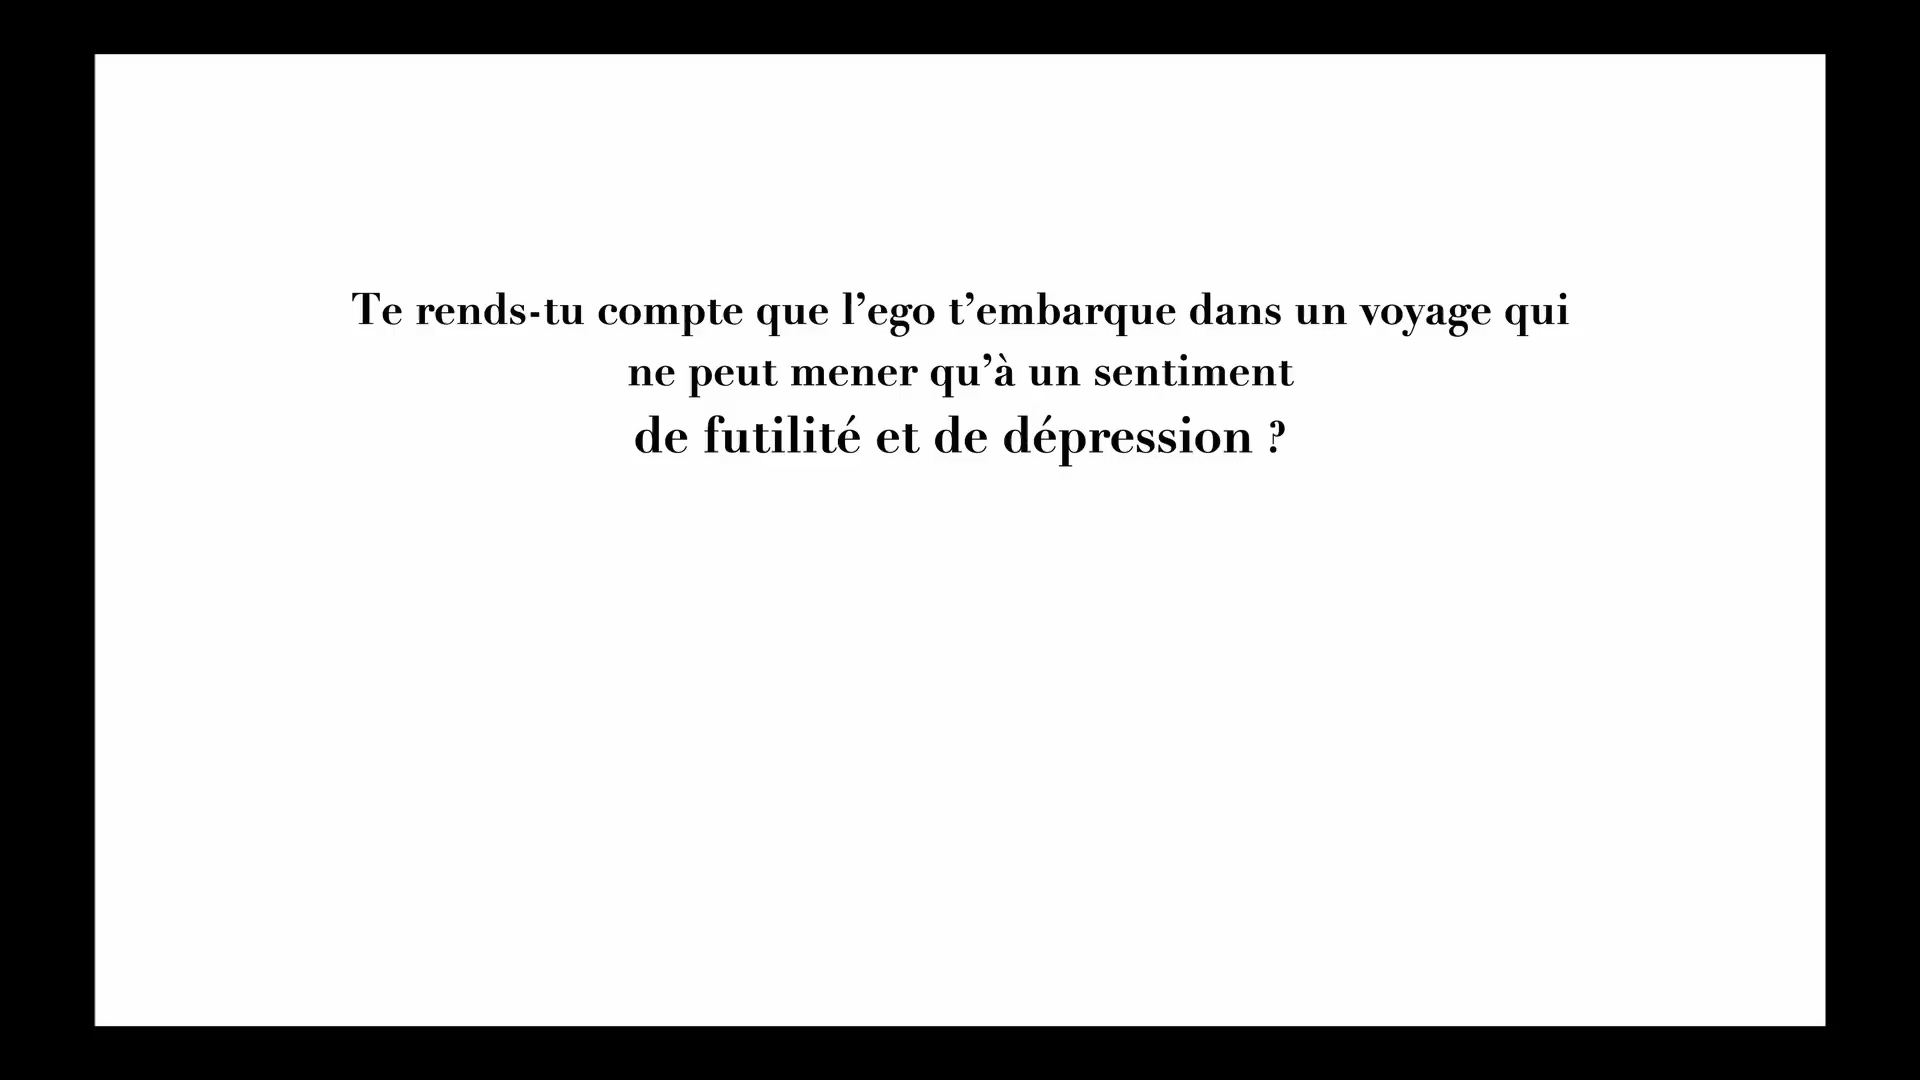 Te rends-tu compte que l’ego t’embarque dans un voyage qui
ne peut mener qu’à un sentiment
de futilité et de dépression ?